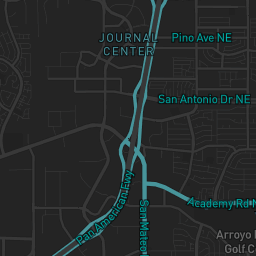 JOURNAL
CENTER
Pino Ave NE
San Antonio Dr NE
Pan American Fwy
San Mateo
Academy Rd N
Arroyo
Golf C